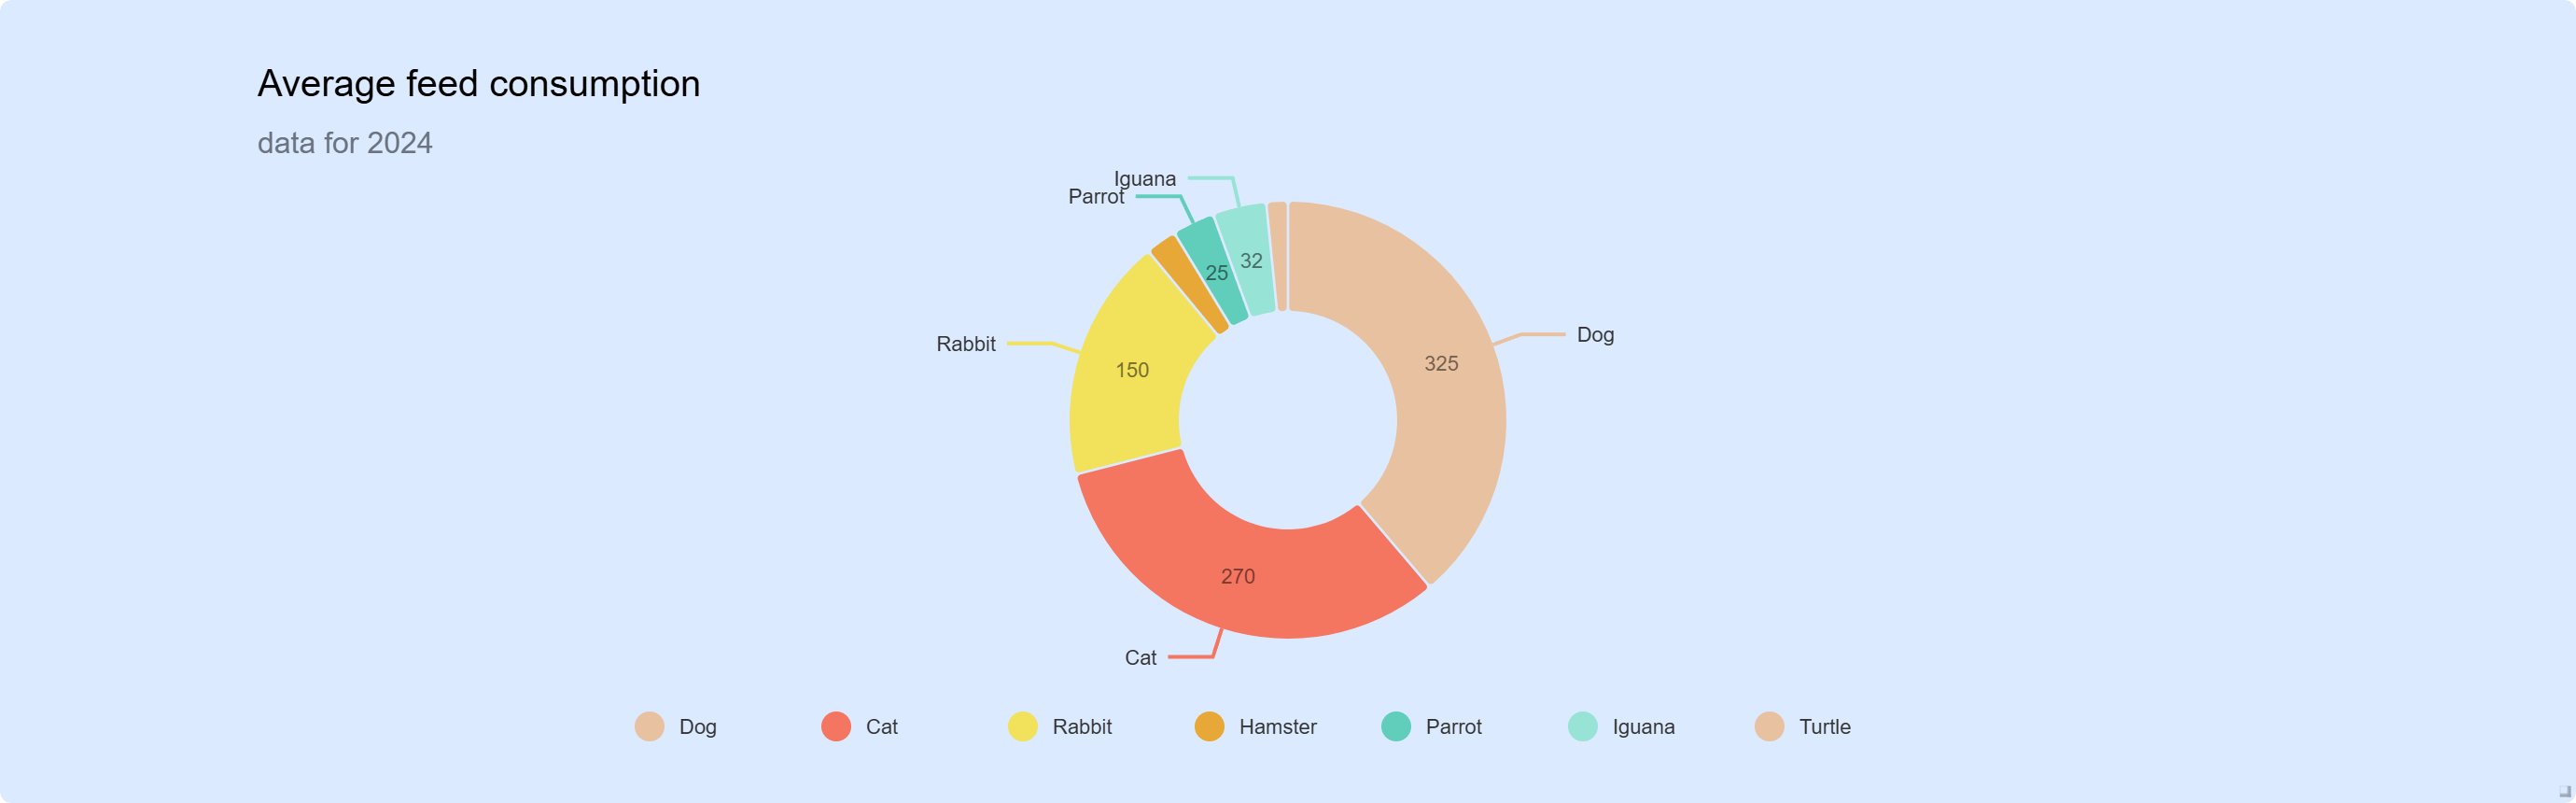 Average feed consumption
data for 2024
Iguana
Parrot
32
25
Dog
Rabbit
325
150
270
Cat
Dog
Cat
Rabbit
Hamster
Parrot
Iguana
Turtle